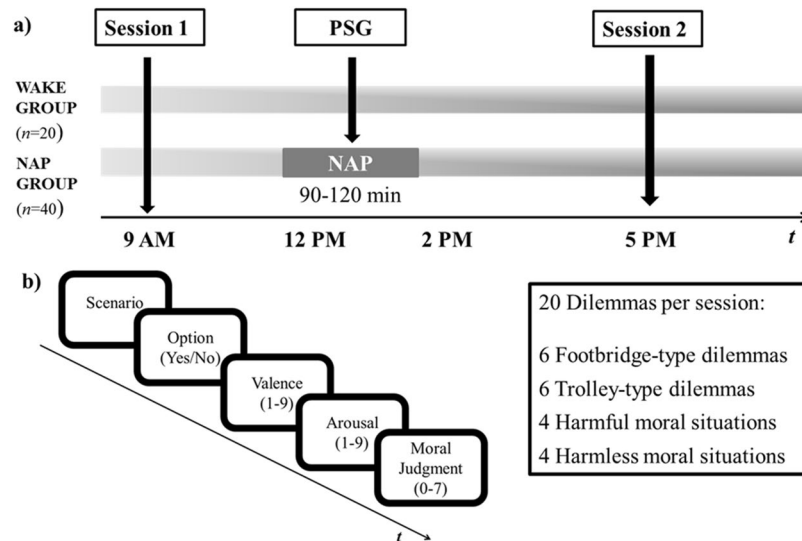 a)
Session 1
PSG
Session 2
WAKE
GROUP
(n=20)
NAP
GROUP
(n=40)
NAP
90-120 min
9 AM
12 PM
2 PM
5 PM
t
b)
Scenario
Option
(Yes/No)
Valence
(1-9)
Arousal
(1-9)
Moral
Judgment
(0-7)
t
20 Dilemmas per session:
6 Footbridge-type dilemmas
6 Trolley-type dilemmas
4 Harmful moral situations
4 Harmless moral situations